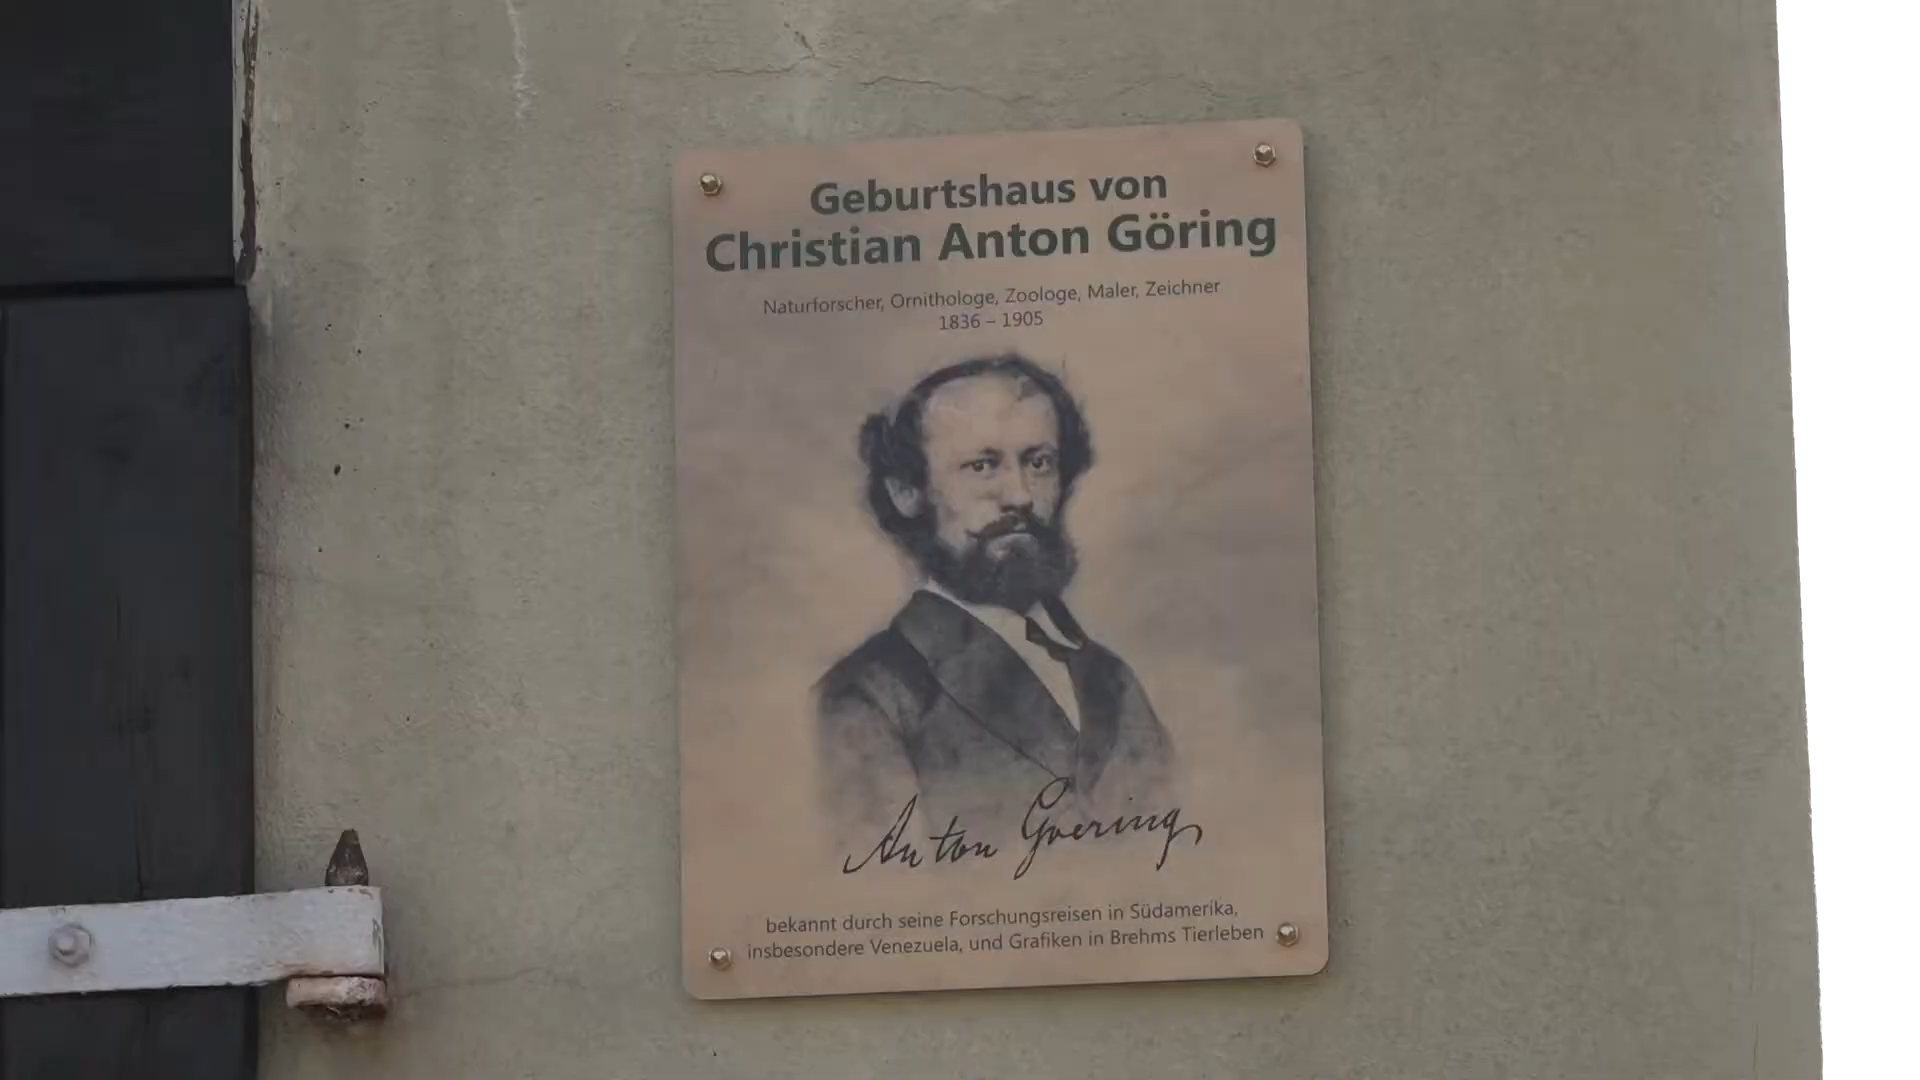 Geburtshaus von
Christian Anton Göring
Naturforscher, Ornithologe, Zoologe, Maler, Zeichner
1836 – 1905
Anton Goering
bekannt durch seine Forschungsreisen in Südamerika,
insbesondere Venezuela, und Grafiken in Brehms Tierleben